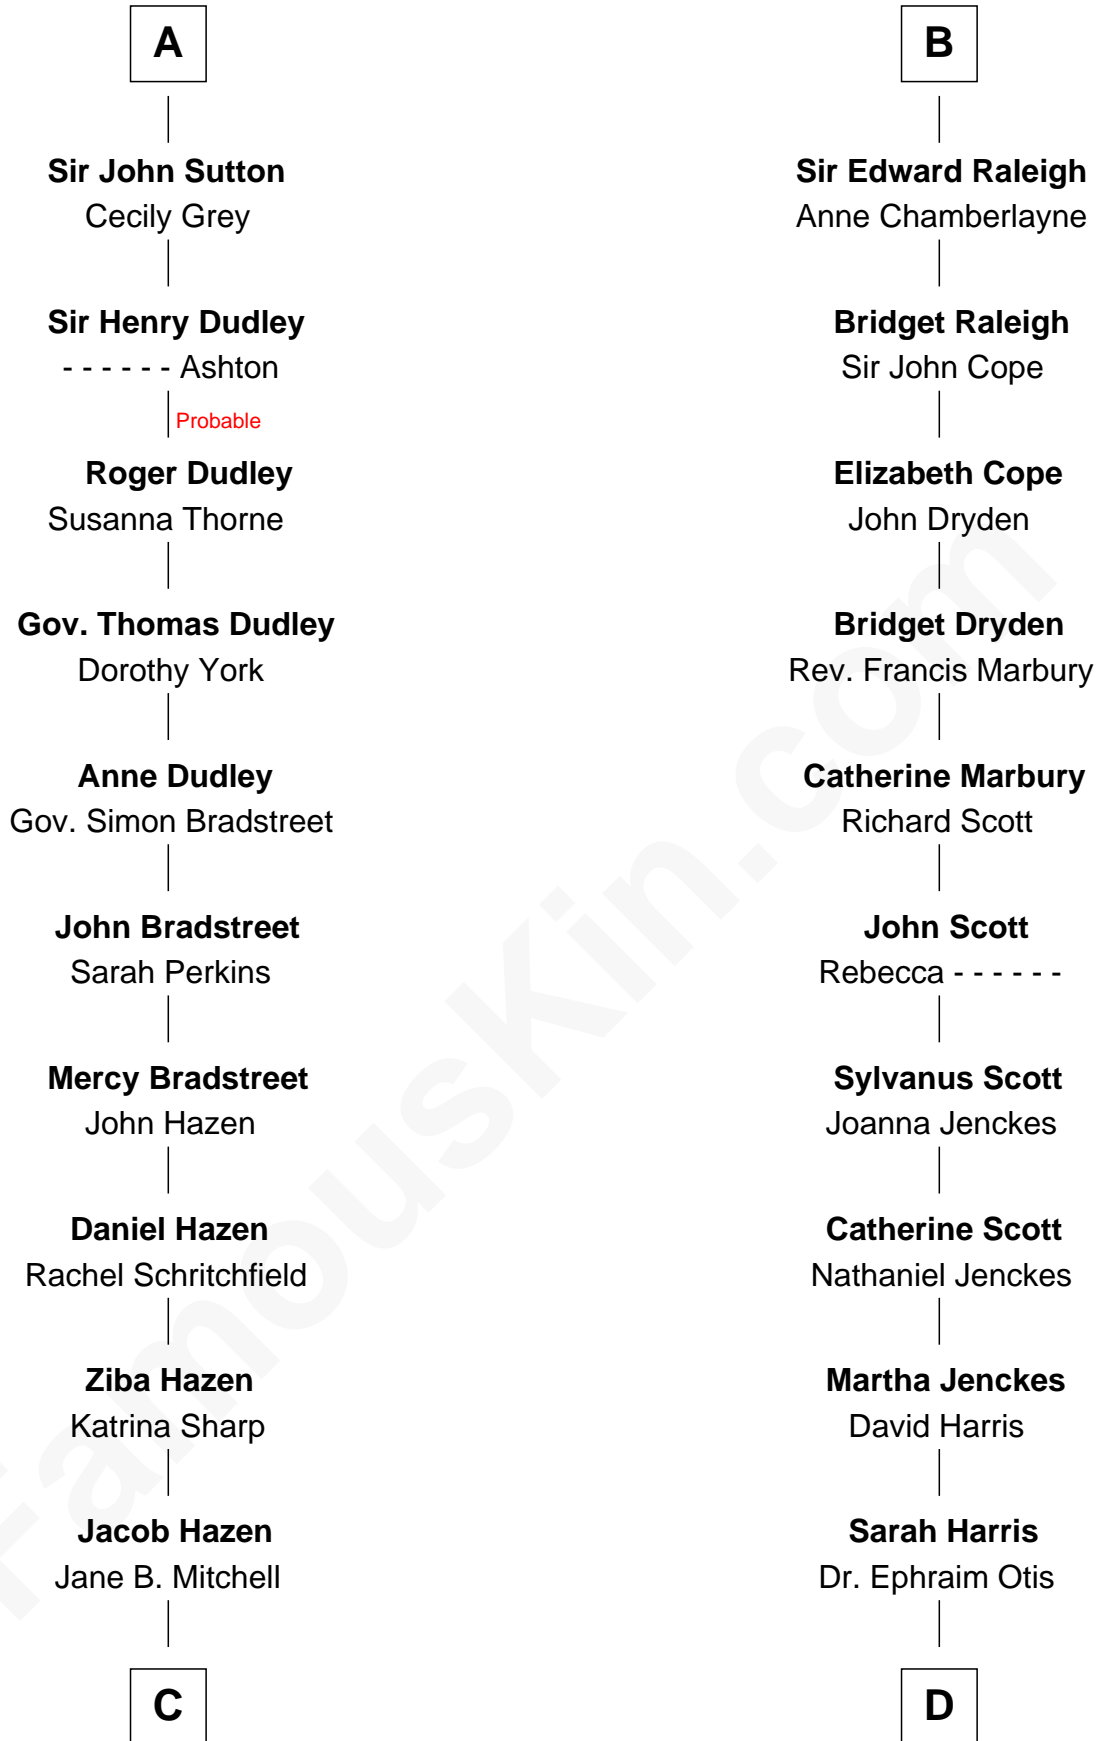 A
Sir John Sutton
Cecily Grey
Sir Henry Dudley
- - - - - - Ashton
Probable
Roger Dudley
Susanna Thorne
Gov. Thomas Dudley
Dorothy York
Anne Dudley
Gov. Simon Bradstreet
John Bradstreet
Sarah Perkins
Mercy Bradstreet
John Hazen
Daniel Hazen
Rachel Schritchfield
Ziba Hazen
Katrina Sharp
Jacob Hazen
Jane B. Mitchell
C
B
Sir Edward Raleigh
Anne Chamberlayne
Bridget Raleigh
Sir John Cope
Elizabeth Cope
John Dryden
Bridget Dryden
Rev. Francis Marbury
Catherine Marbury
Richard Scott
John Scott
Rebecca - - - - - -
Sylvanus Scott
Joanna Jenckes
Catherine Scott
Nathaniel Jenckes
Martha Jenckes
David Harris
Sarah Harris
Dr. Ephraim Otis
D
FamousKin.com